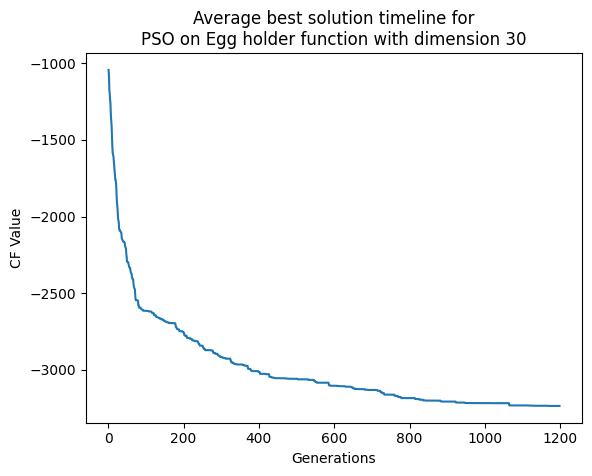 Average best solution timeline for
PSO on Egg holder function with dimension 30
−1000
−1500
−2000
−2500
−3000
CF Value
0 200 400 600 800 1000 1200
Generations